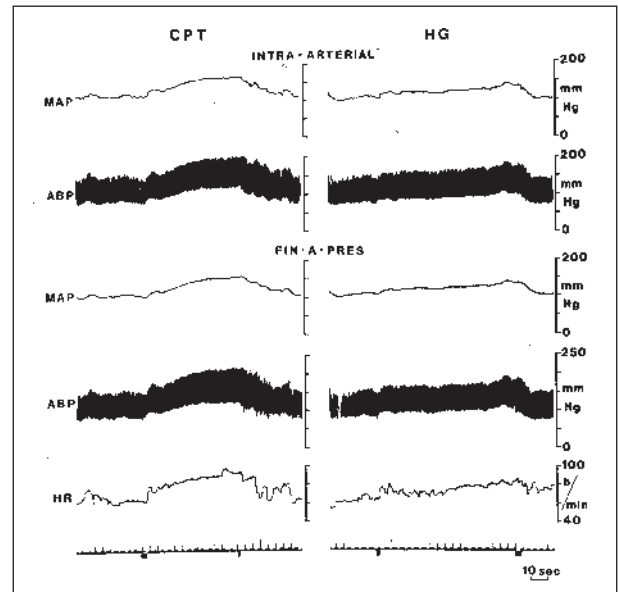 CPT HG
INTRA-ARTERIAL
200
MAP mm
Hg
0
200
ABP mm
Hg
0
FIN·A·PRES
200
MAP mm
Hg
0
250
ABP mm
Hg
0
100
HR b/
min
40
10 sec